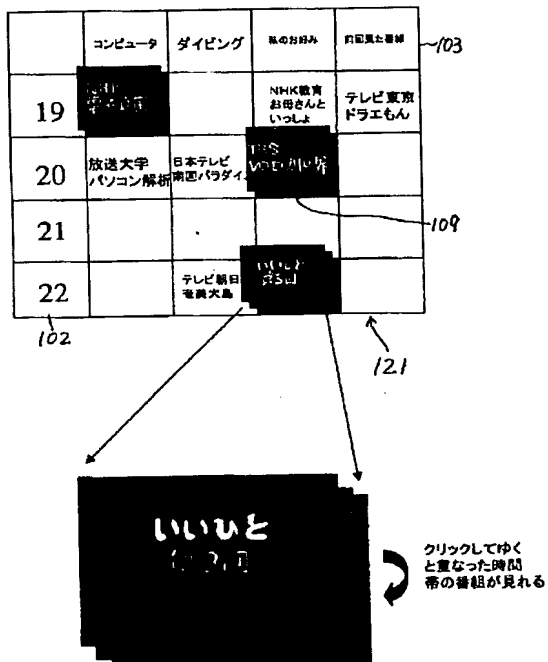 コンピュータ
ダイビング
私のお好み
前回見た番組
103
19
NHK教育
お母さんと
いっしょ
テレビ東京
ドラえもん
20
放送大学
パソコン解析
日本テレビ
南国パラダイ
109
21
22
テレビ朝日
奄美大島
いいひと
102
121
いいひと
クリックしてゆく
と重なった時間
帯の番組が見れる